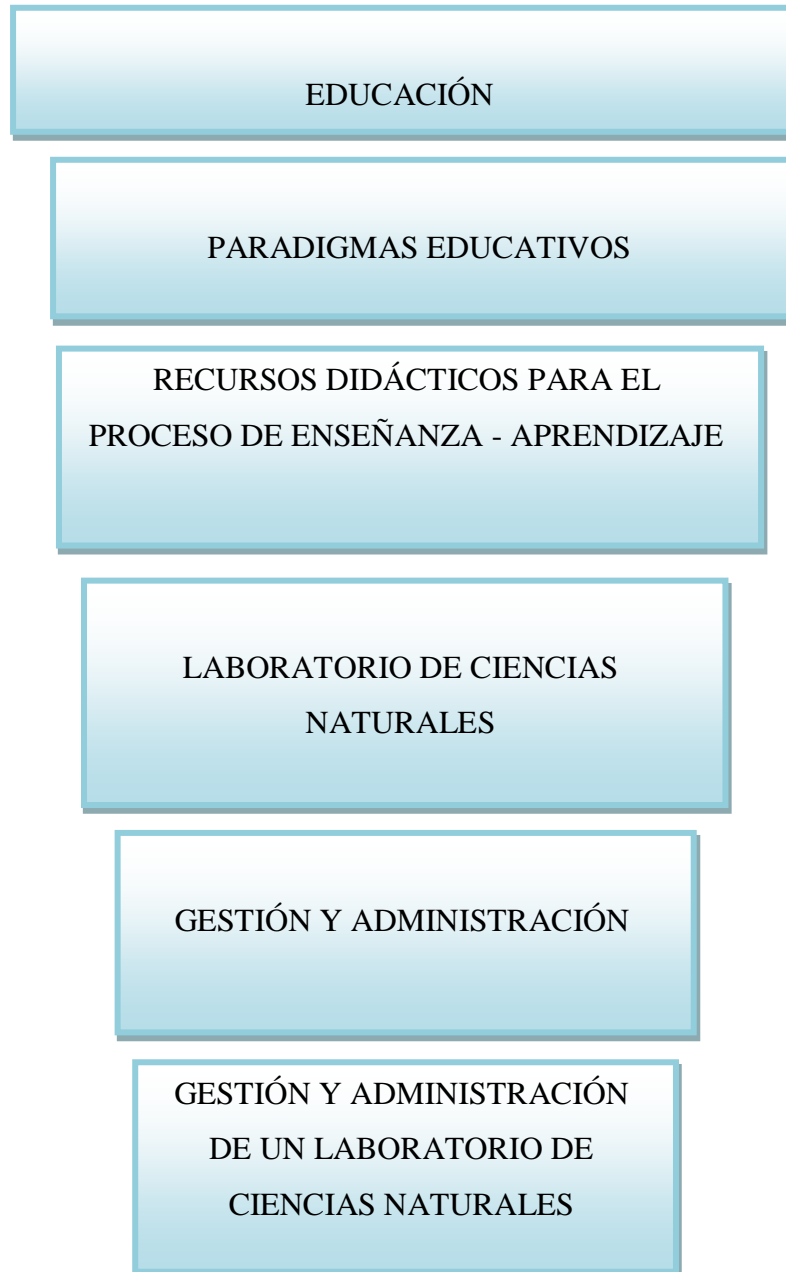 EDUCACIÓN
PARADIGMAS EDUCATIVOS
RECURSOS DIDÁCTICOS PARA EL
PROCESO DE ENSEÑANZA - APRENDIZAJE
LABORATORIO DE CIENCIAS
NATURALES
GESTIÓN Y ADMINISTRACIÓN
GESTIÓN Y ADMINISTRACIÓN
DE UN LABORATORIO DE
CIENCIAS NATURALES